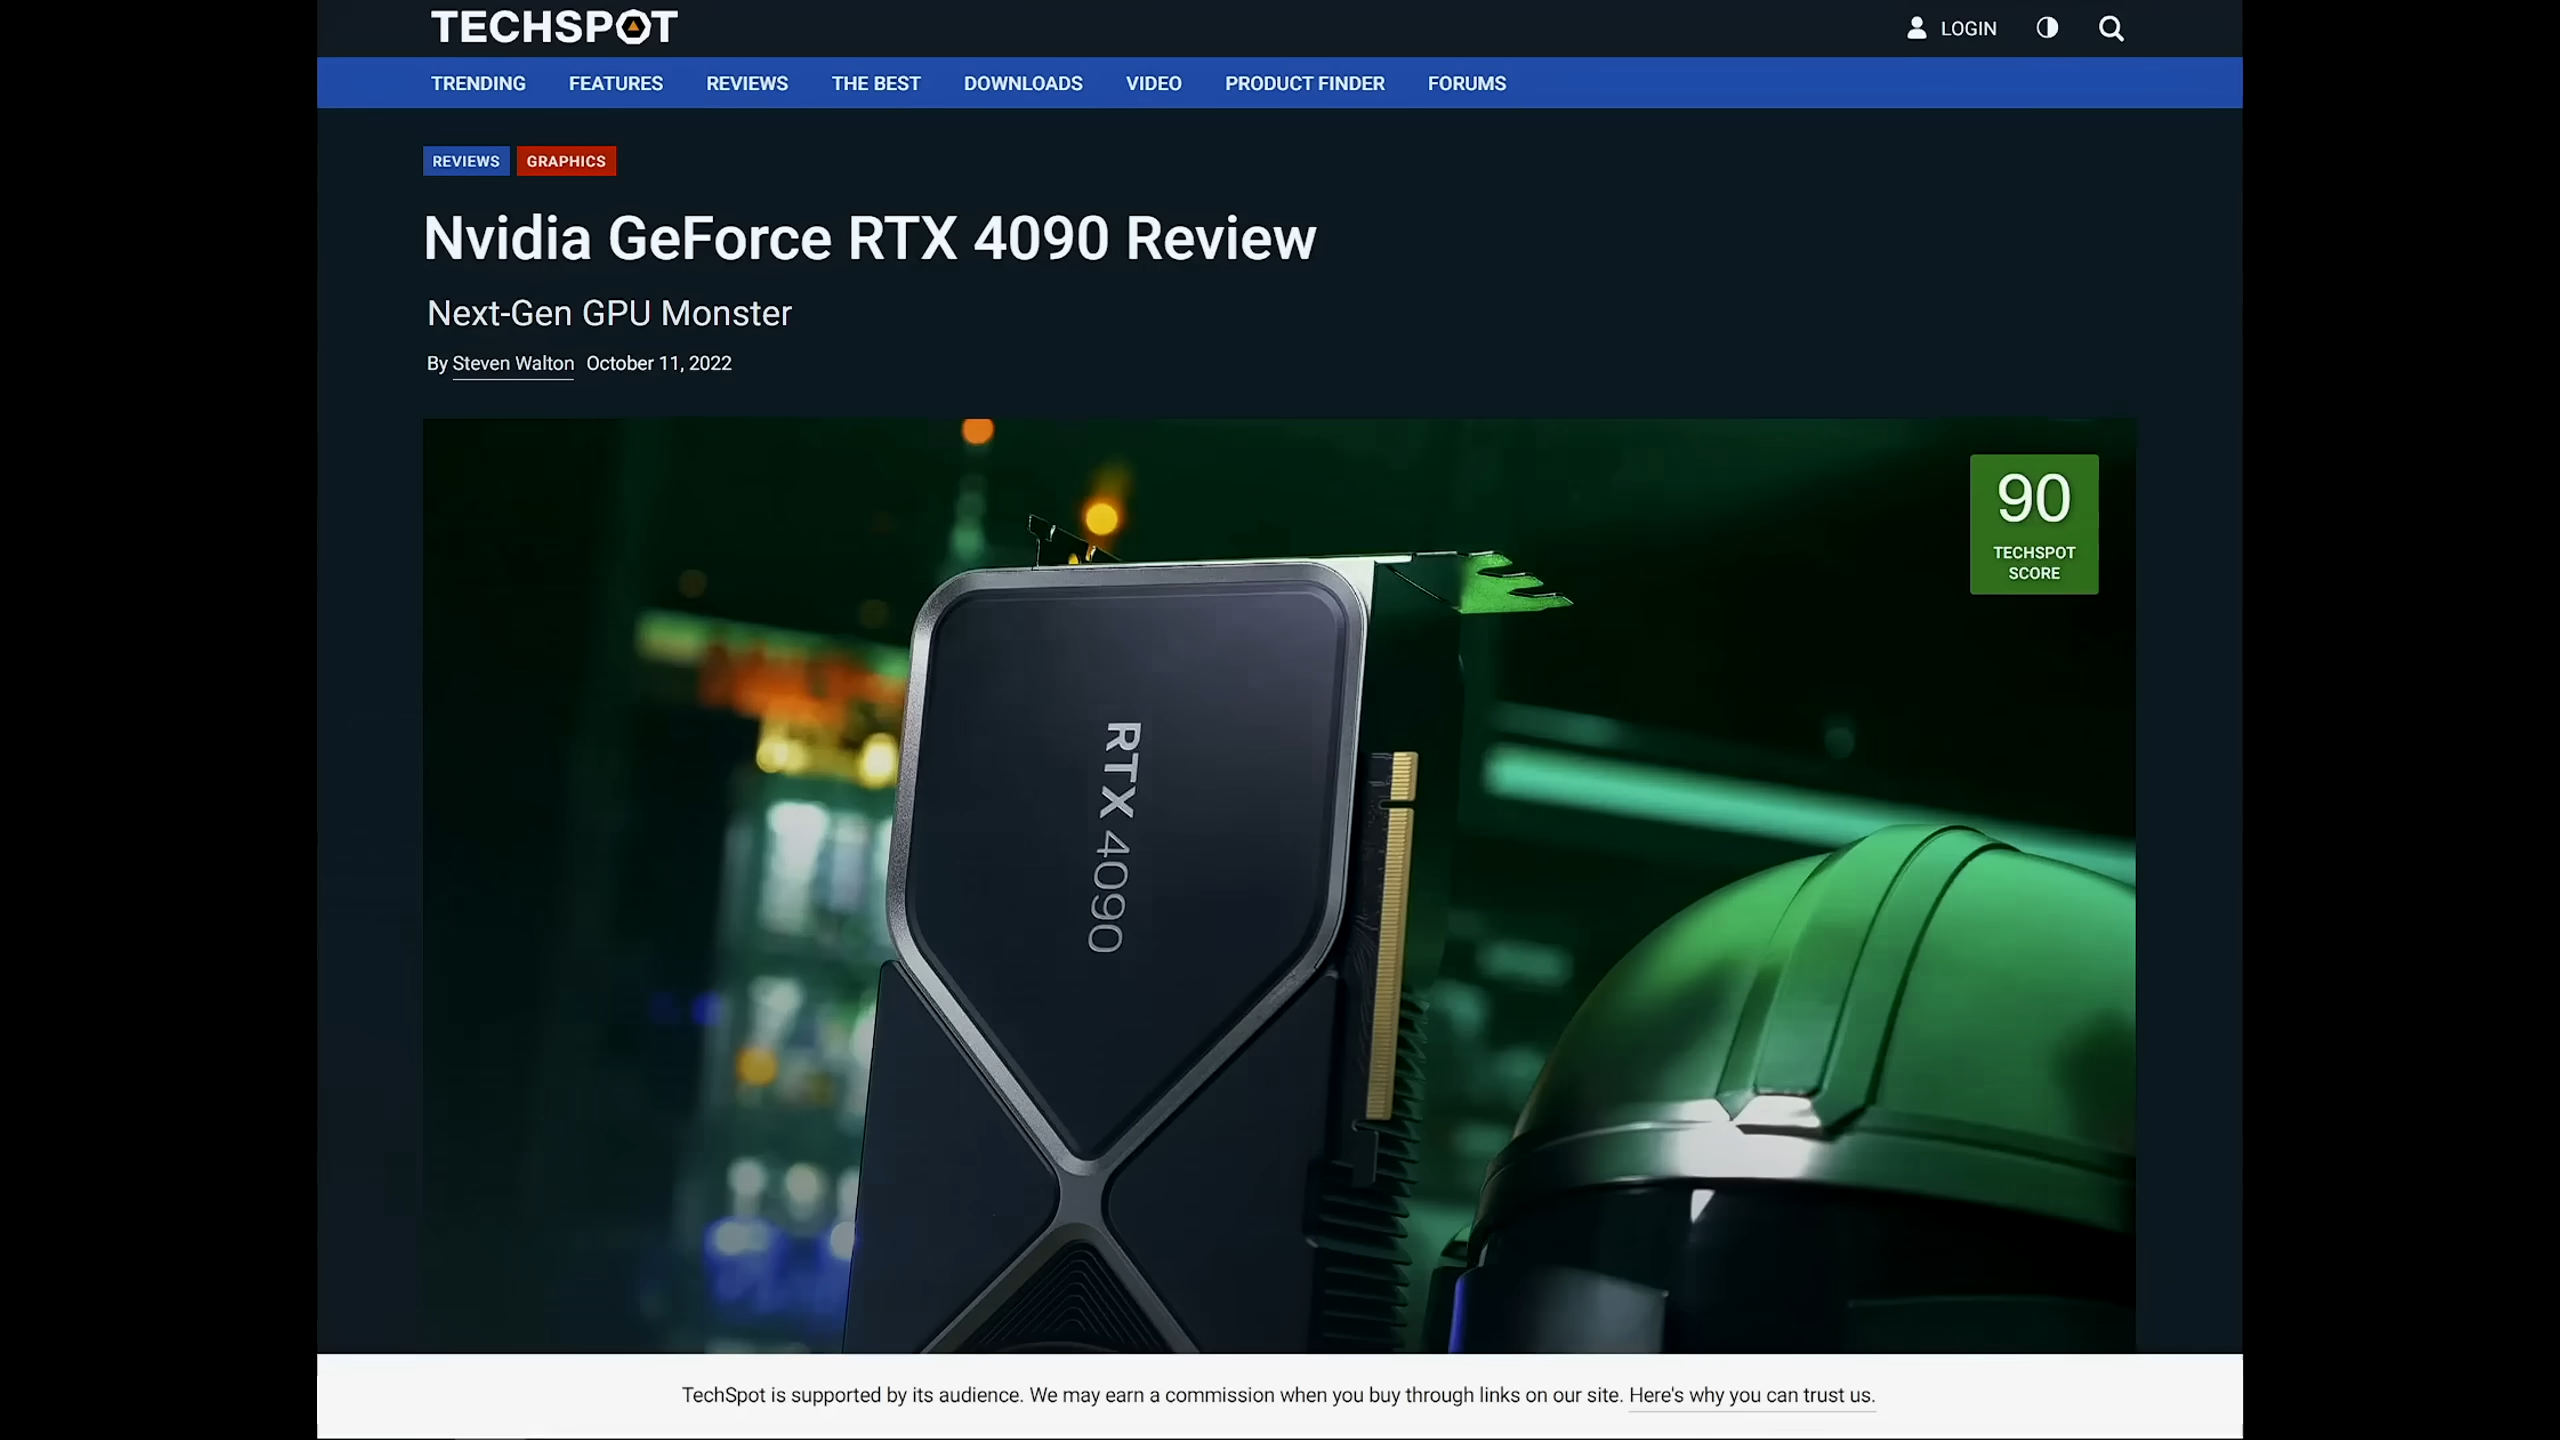 TECHSPOT
LOGIN
TRENDING FEATURES REVIEWS THE BEST DOWNLOADS VIDEO PRODUCT FINDER FORUMS
REVIEWS GRAPHICS
Nvidia GeForce RTX 4090 Review
Next-Gen GPU Monster
By Steven Walton October 11, 2022
90
TECHSPOT
SCORE
RTX 4090
TechSpot is supported by its audience. We may earn a commission when you buy through links on our site. Here's why you can trust us.